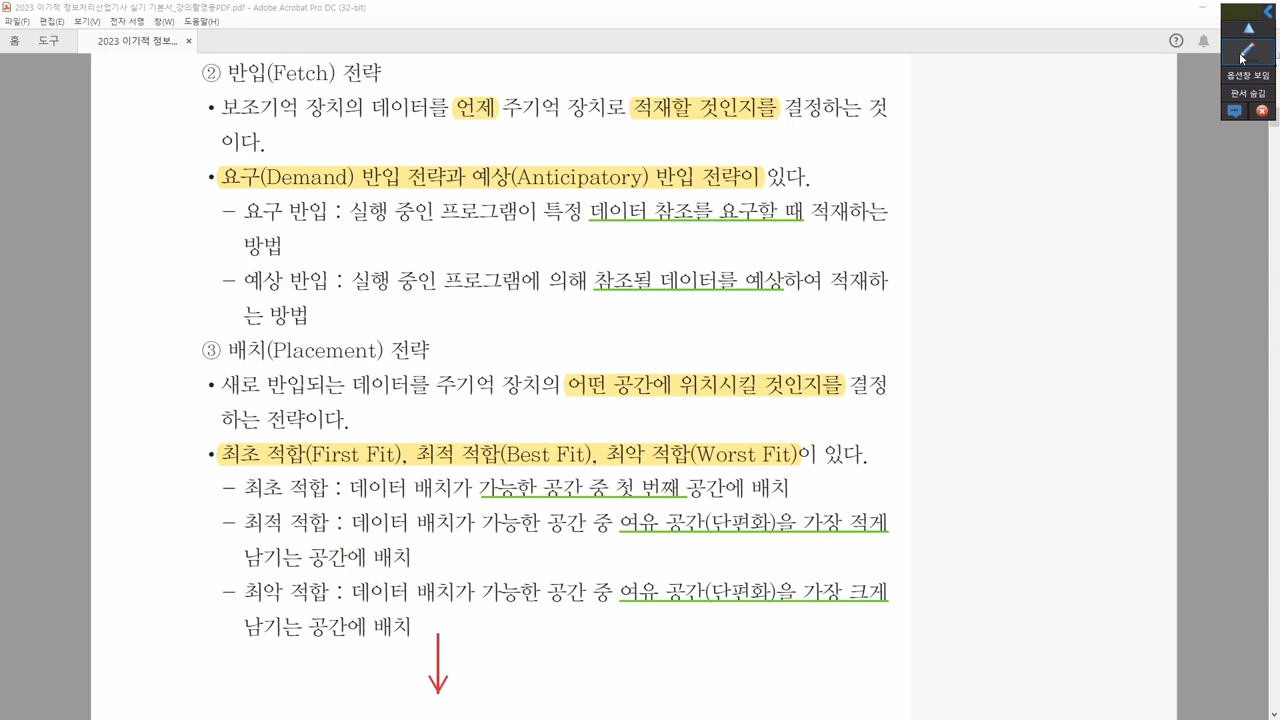 2023 이기적 정보처리산업기사 실기 기본서_강의촬영용PDF.pdf - Adobe Acrobat Pro DC (32-bit)
파일(F) 편집(E) 보기(V) 전자 서명 창(W) 도움말(H)
홈 도구 2023 이기적 정보... ×
옵션창 보임
판서 숨김
② 반입(Fetch) 전략
• 보조기억 장치의 데이터를 언제 주기억 장치로 적재할 것인지를 결정하는 것
이다.
• 요구(Demand) 반입 전략과 예상(Anticipatory) 반입 전략이 있다.
– 요구 반입 : 실행 중인 프로그램이 특정 데이터 참조를 요구할 때 적재하는
방법
– 예상 반입 : 실행 중인 프로그램에 의해 참조될 데이터를 예상하여 적재하
는 방법
③ 배치(Placement) 전략
• 새로 반입되는 데이터를 주기억 장치의 어떤 공간에 위치시킬 것인지를 결정
하는 전략이다.
• 최초 적합(First Fit), 최적 적합(Best Fit), 최악 적합(Worst Fit)이 있다.
– 최초 적합 : 데이터 배치가 가능한 공간 중 첫 번째 공간에 배치
– 최적 적합 : 데이터 배치가 가능한 공간 중 여유 공간(단편화)을 가장 적게
남기는 공간에 배치
– 최악 적합 : 데이터 배치가 가능한 공간 중 여유 공간(단편화)을 가장 크게
남기는 공간에 배치